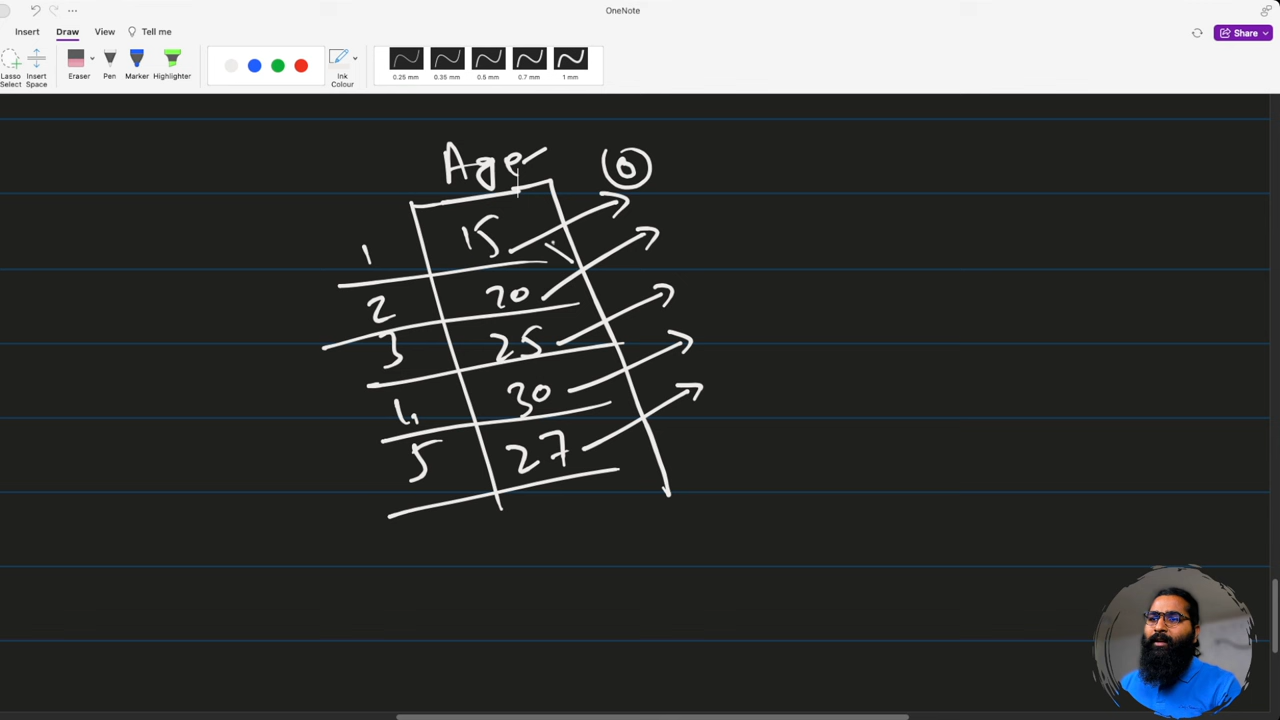 OneNote
Insert Draw View Tell me
Share
Lasso Select
Insert Space
Eraser
Pen
Marker
Highlighter
Ink Colour
0.25 mm
0.35 mm
0.5 mm
0.7 mm
1 mm
Age
1 15
2 20
3 25
4 30
5 27